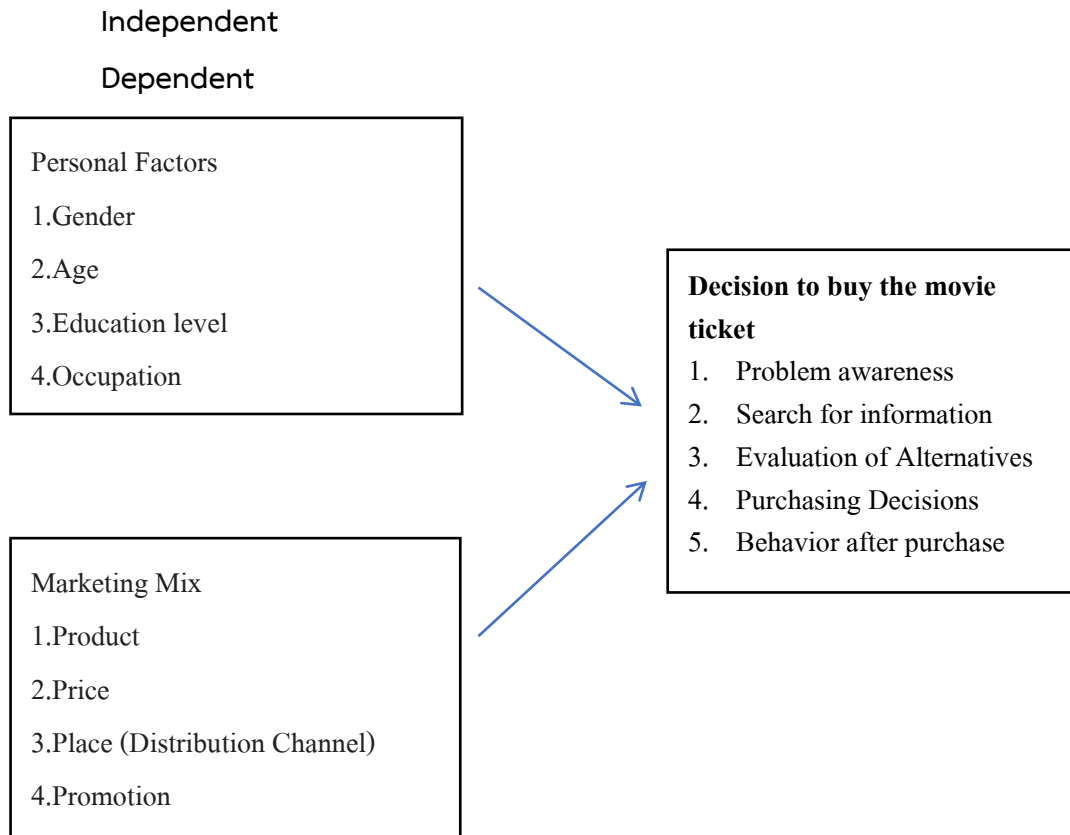 Independent
Dependent
Personal Factors
1.Gender
2.Age
3.Education level
4.Occupation
Decision to buy the movie
ticket
1. Problem awareness
2. Search for information
3. Evaluation of Alternatives
4. Purchasing Decisions
5. Behavior after purchase
Marketing Mix
1.Product
2.Price
3.Place (Distribution Channel)
4.Promotion